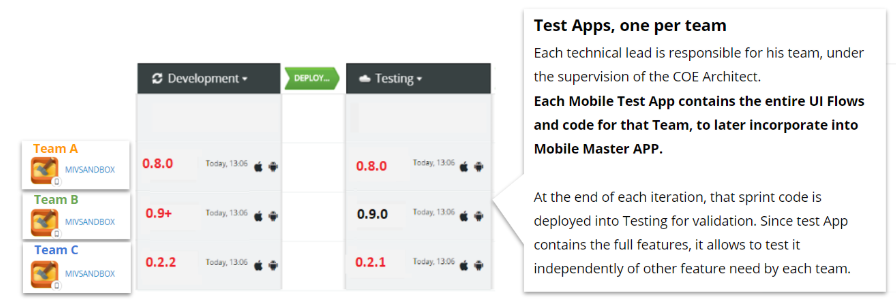 Test Apps, one per team
Each technical lead is responsible for his team, under
the supervision of the COE Architect.
Each Mobile Test App contains the entire UI Flows
and code for that Team, to later incorporate into
Mobile Master APP.
At the end of each iteration, that sprint code is
deployed into Testing for validation. Since test App
contains the full features, it allows to test it
independently of other feature need by each team.
Development
DEPLOY...
Testing
Team A
MIVSANDBOX
0.8.0
Today, 13:06
0.8.0
Today, 13:06
Team B
MIVSANDBOX
0.9+
Today, 13:06
0.9.0
Today, 13:06
Team C
MIVSANDBOX
0.2.2
Today, 13:06
0.2.1
Today, 13:06